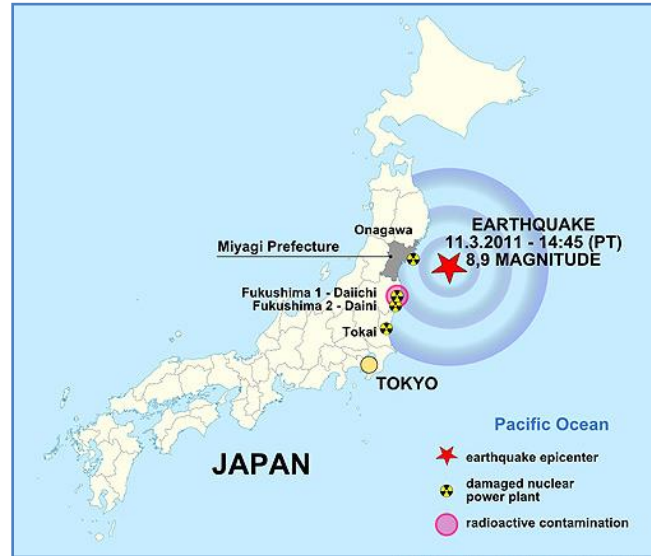 Onagawa
Miyagi Prefecture
EARTHQUAKE
11.3.2011 - 14:45 (PT)
8,9 MAGNITUDE
Fukushima 1 - Daiichi
Fukushima 2 - Daini
Tokai
TOKYO
JAPAN
Pacific Ocean
earthquake epicenter
damaged nuclear
power plant
radioactive contamination